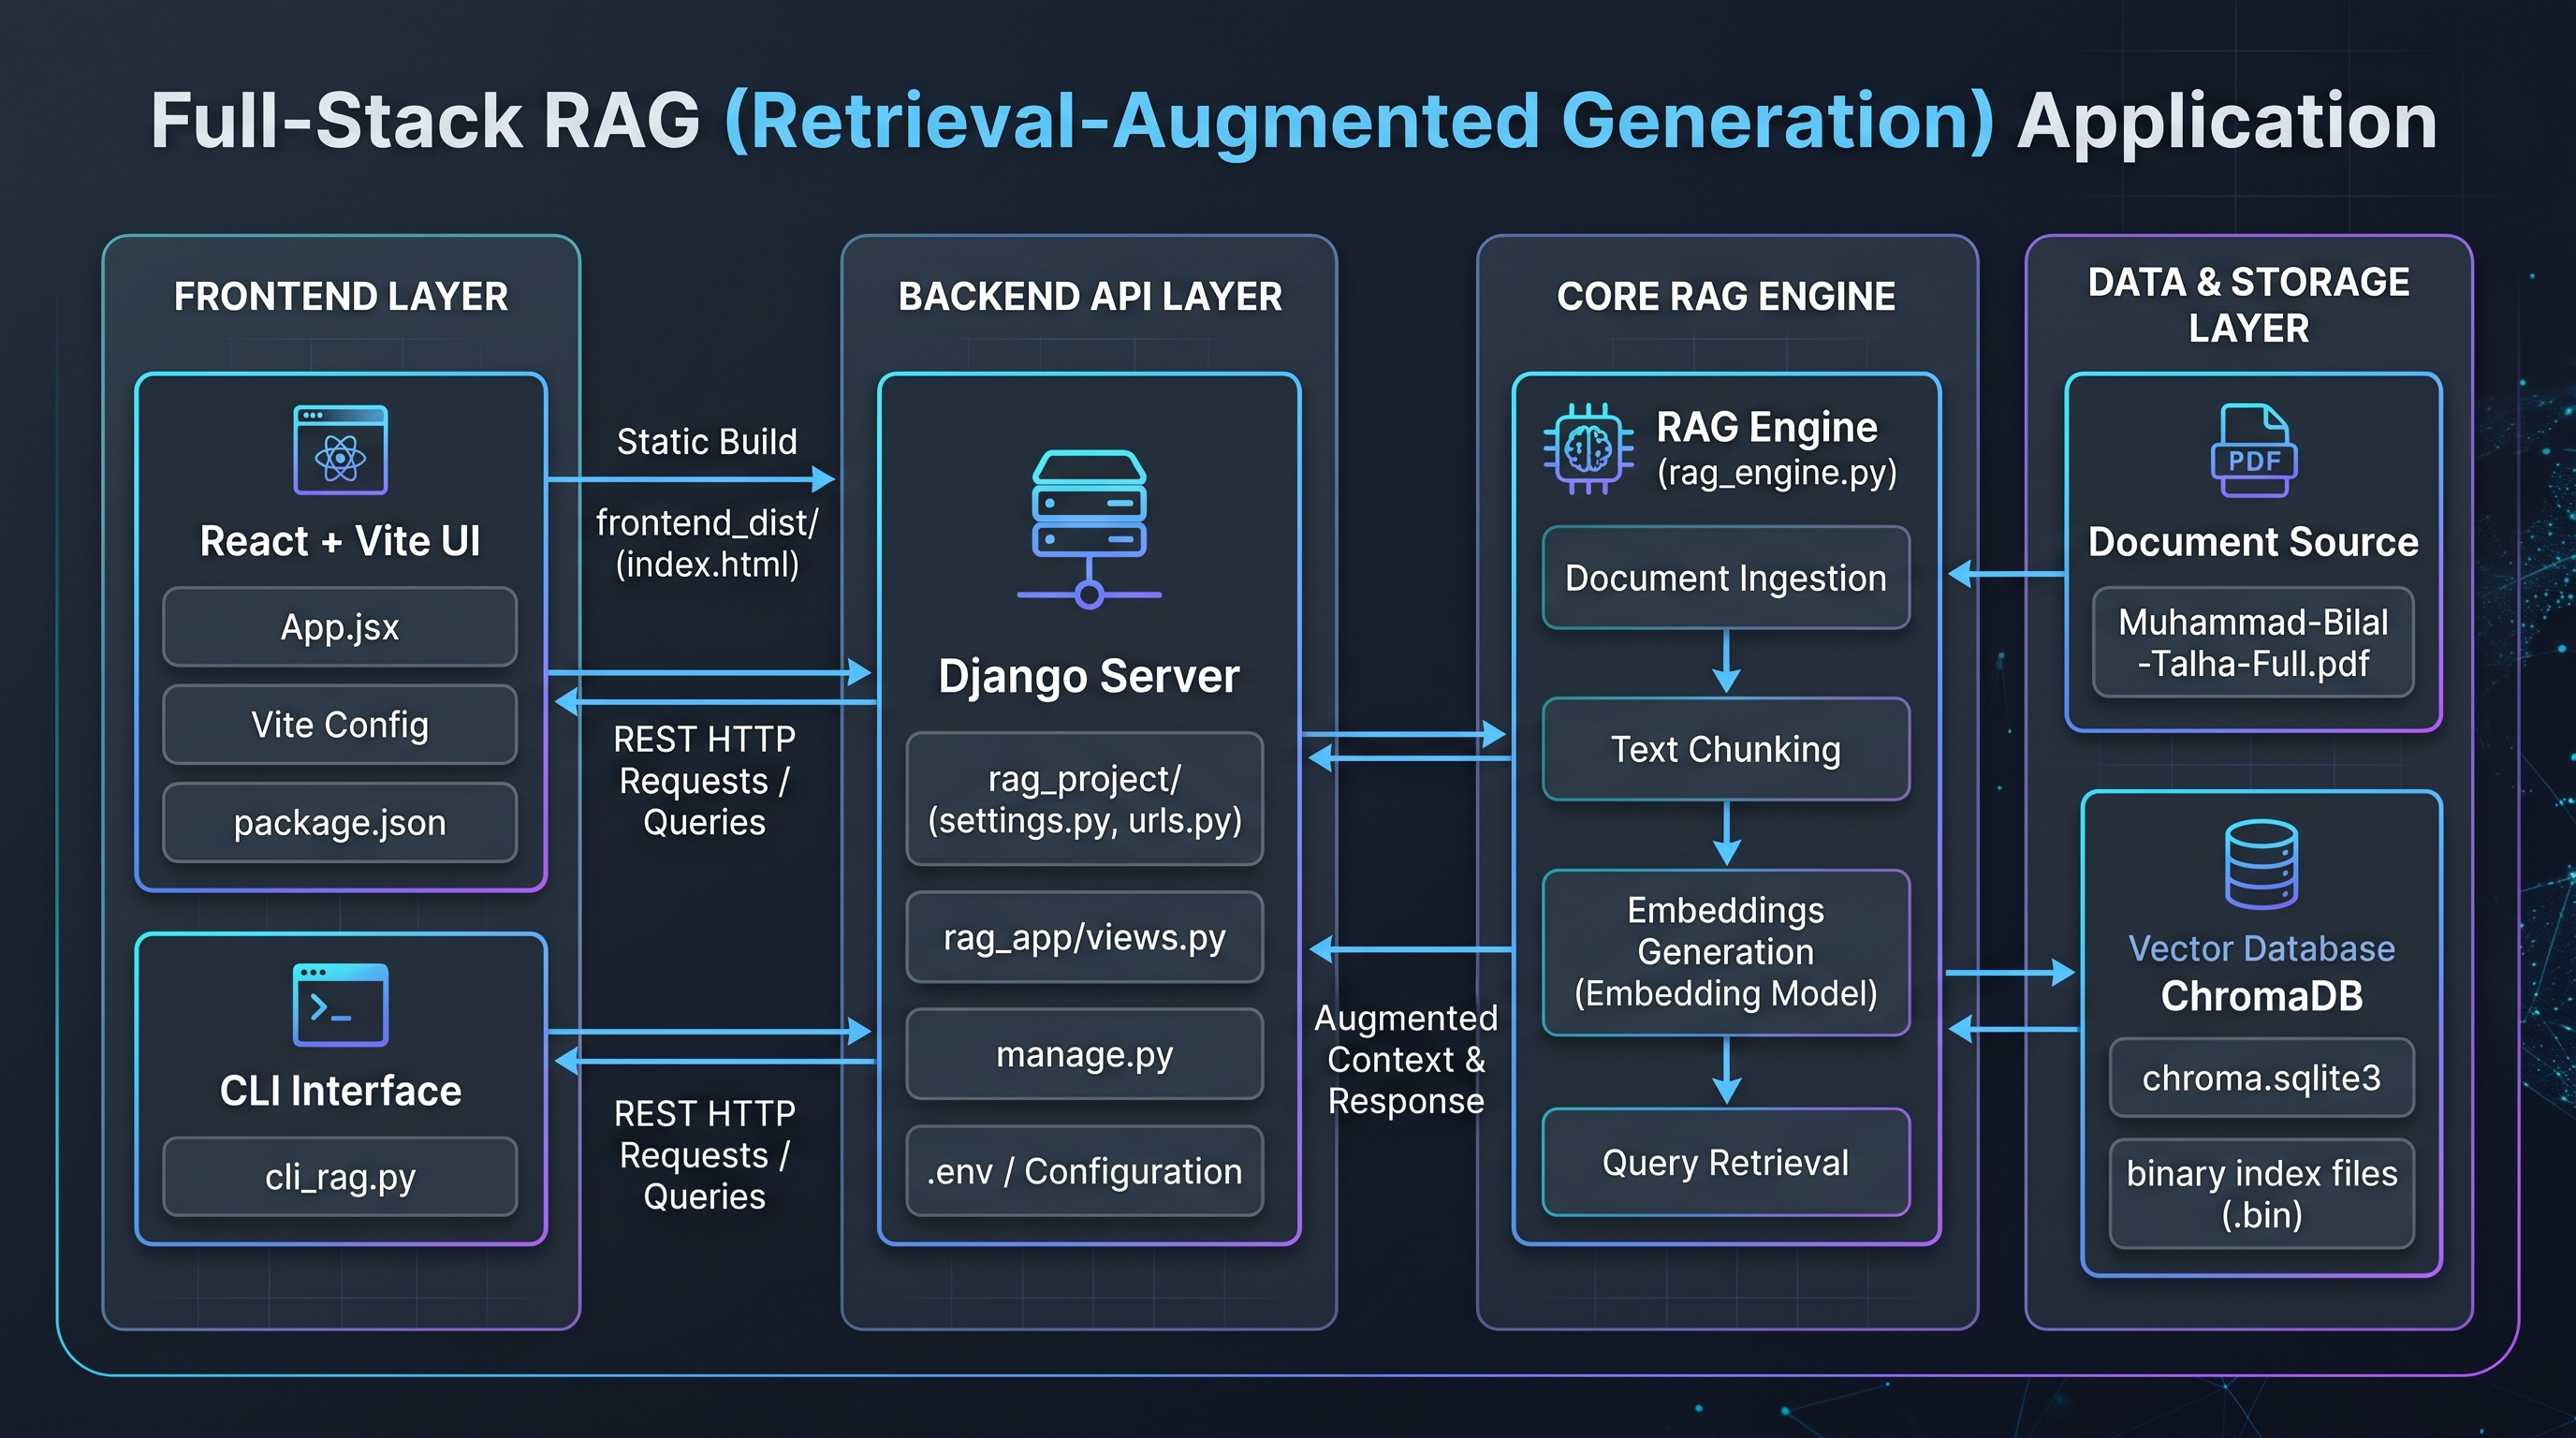 Full-Stack RAG (Retrieval-Augmented Generation) Application
FRONTEND LAYER
React + Vite UI
App.jsx
Vite Config
package.json
CLI Interface
cli_rag.py
Static Build
frontend_dist/
(index.html)
REST HTTP
Requests /
Queries
REST HTTP
Requests /
Queries
BACKEND API LAYER
Django Server
rag_project/
(settings.py, urls.py)
rag_app/views.py
manage.py
.env / Configuration
Augmented
Context &
Response
CORE RAG ENGINE
RAG Engine
(rag_engine.py)
Document Ingestion
Text Chunking
Embeddings
Generation
(Embedding Model)
Query Retrieval
DATA & STORAGE
LAYER
PDF
Document Source
Muhammad-Bilal
-Talha-Full.pdf
Vector Database
ChromaDB
chroma.sqlite3
binary index files
(.bin)